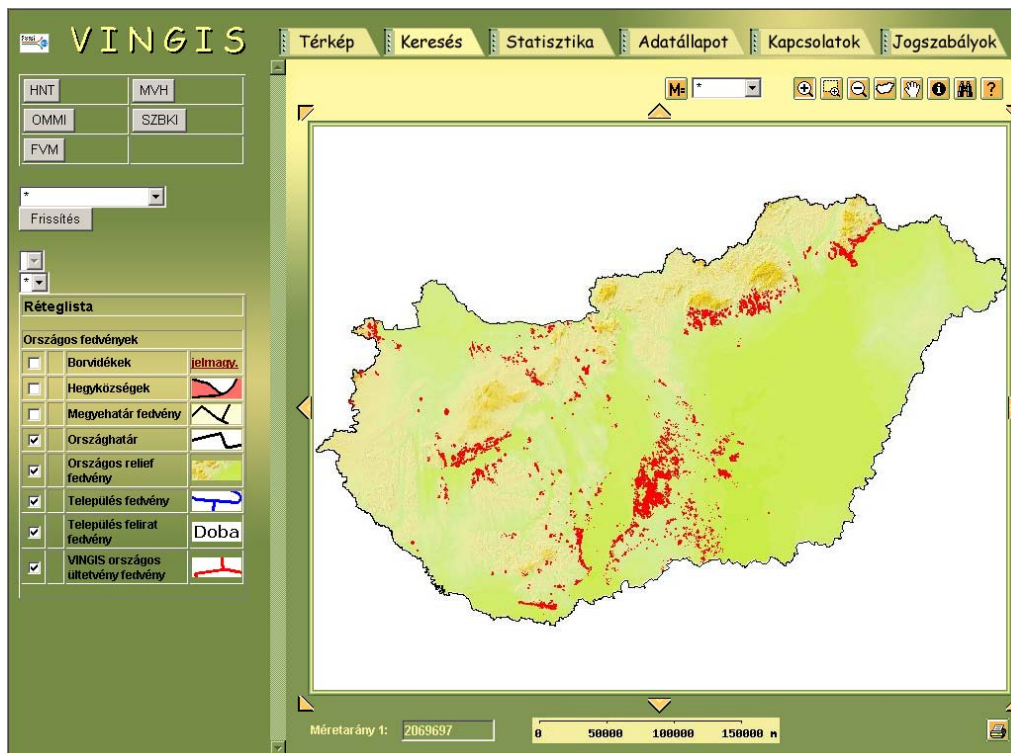 VINGIS
Térkép
Keresés
Statisztika
Adatállapot
Kapcsolatok
Jogszabályok
HNT
MVH
OMMI
SZBKI
FVM
M= *
?
*
Frissítés
*
Réteglista
Országos fedvények
Borvidékek
jelmagy.
Hegyközségek
Megyehatár fedvény
Országhatár
Országos relief
fedvény
Település fedvény
Település felirat
fedvény
Doba
VINGIS országos
ültetvény fedvény
Méretarány 1: 2069697
0 50000 100000 150000 m